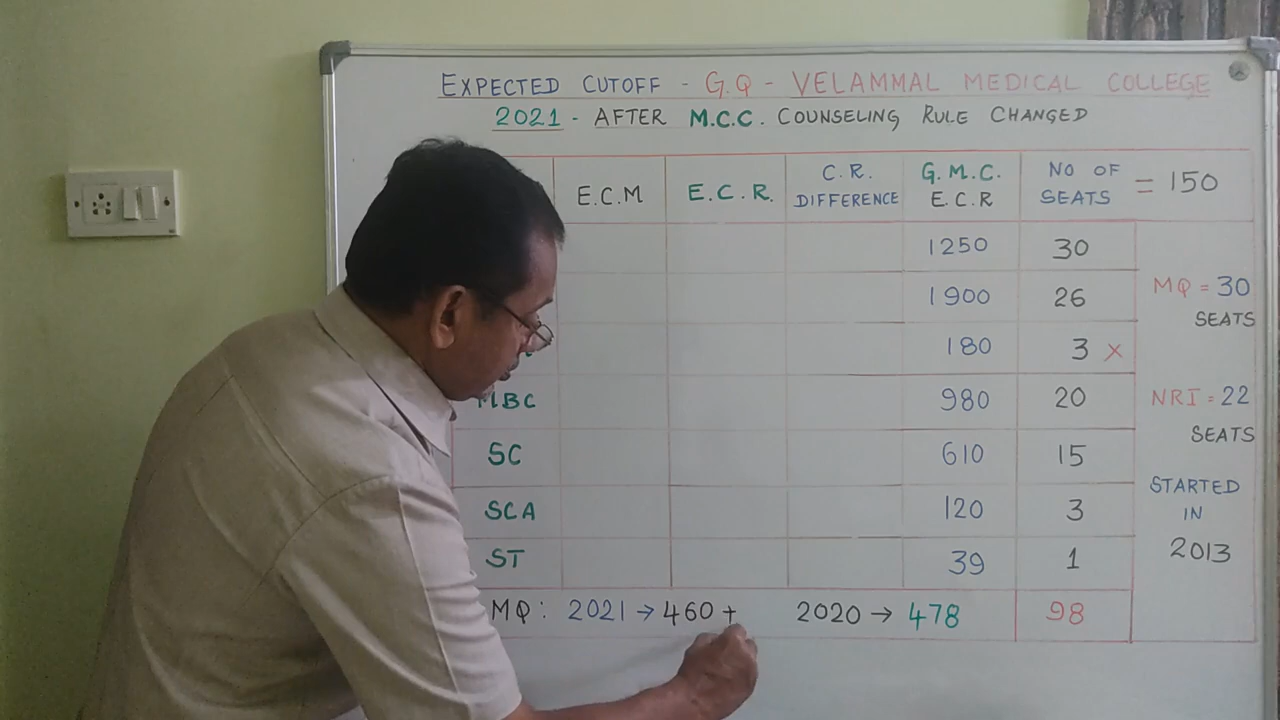 EXPECTED CUTOFF - G.Q - VELAMMAL MEDICAL COLLEGE
2021 - AFTER M.C.C. COUNSELING RULE CHANGED
E.C.M E.C.R. C.R. DIFFERENCE G.M.C. E.C.R NO OF SEATS = 150
1250 30
1900 26
180 3 X
MBC 980 20
SC 610 15
SCA 120 3
ST 39 1
MQ : 2021 → 460 + 2020 → 478 98
MQ = 30
SEATS
NRI = 22
SEATS
STARTED
IN
2013